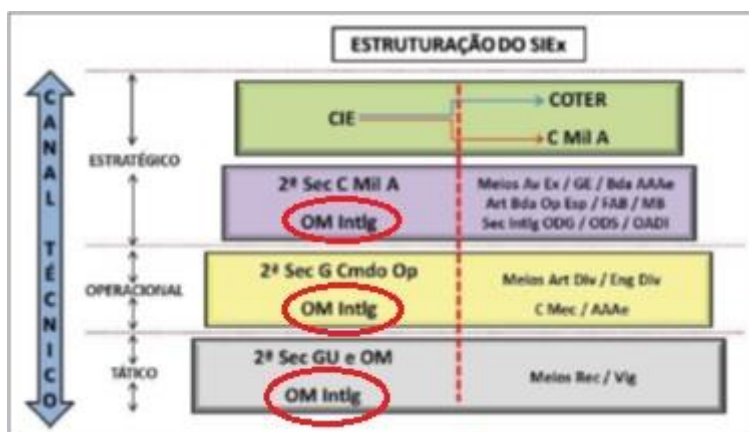 ESTRUTURAÇÃO DO SIEx
CANAL TÉCNICO
ESTRATÉGICO
CIE
COTER
C Mil A
2ª Sec C Mil A
OM Intlg
Meios Av Ex / GE / Bda AAAe
Art Bda Op Esp / FAB / MB
Sec Intlg ODG / ODS / OADI
OPERACIONAL
2ª Sec G Cmdo Op
OM Intlg
Meios Art Div / Eng Div
C Mec / AAAe
TÁTICO
2ª Sec GU e OM
OM Intlg
Meios Rec / Vig